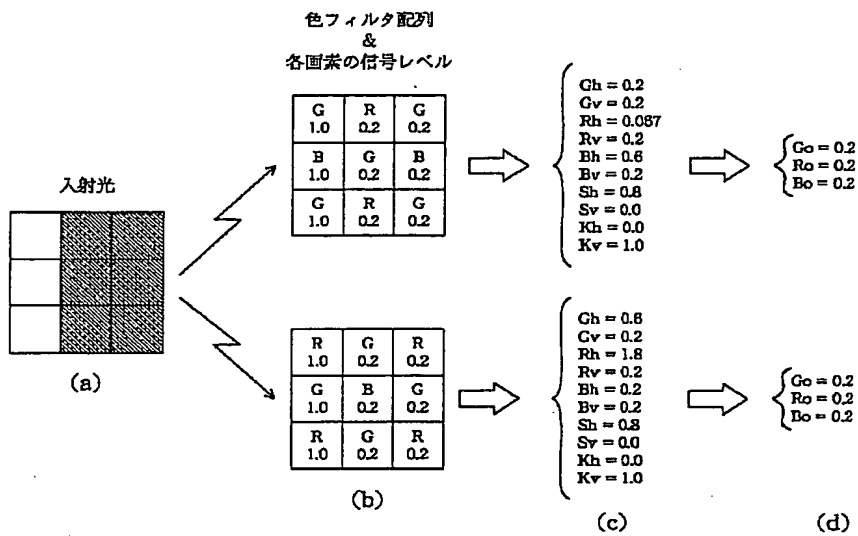 色フィルタ配列
&
各画素の信号レベル
入射光
(a)
G R G
1.0 0.2 0.2
B G B
1.0 0.2 0.2
G R G
1.0 0.2 0.2
R G R
1.0 0.2 0.2
G B G
1.0 0.2 0.2
R G R
1.0 0.2 0.2
(b)
Gh = 0.2
Gv = 0.2
Rh = 0.067
Rv = 0.2
Bh = 0.6
Bv = 0.2
Sh = 0.8
Sv = 0.0
Kh = 0.0
Kv = 1.0
Gh = 0.6
Gv = 0.2
Rh = 1.8
Rv = 0.2
Bh = 0.2
Bv = 0.2
Sh = 0.8
Sv = 0.0
Kh = 0.0
Kv = 1.0
(c)
Go = 0.2
Ro = 0.2
Bo = 0.2
Go = 0.2
Ro = 0.2
Bo = 0.2
(d)